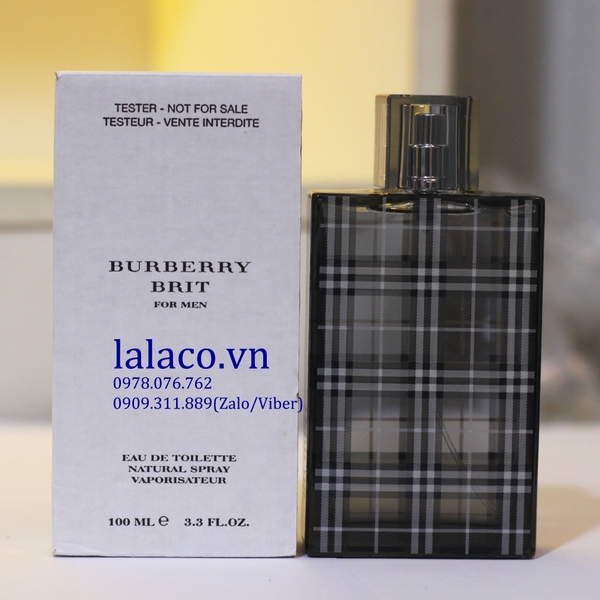 TESTER - NOT FOR SALE
TESTEUR - VENTE INTERDITE
BURBERRY
BRIT
FOR MEN
lalaco.vn
0978.076.762
0909.311.889(Zalo/Viber)
EAU DE TOILETTE
NATURAL SPRAY
VAPORISATEUR
100 ML ℮ 3.3 FL.OZ.